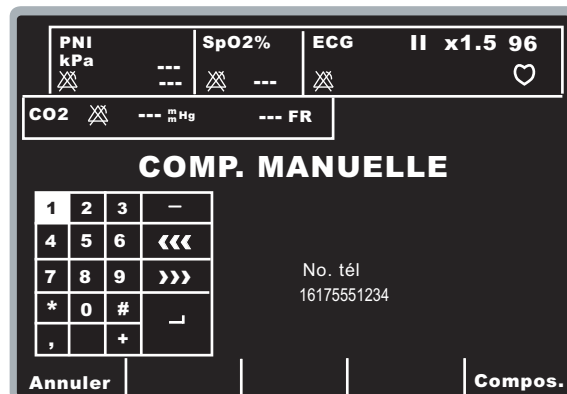 PNI SpO2% ECG II x1.5 96
kPa
---
--- ---
CO2 --- mmHg --- FR
COMP. MANUELLE
1 2 3 –
4 5 6 <<<
7 8 9 >>>
* 0 #
, +
No. tél
16175551234
Annuler Compos.